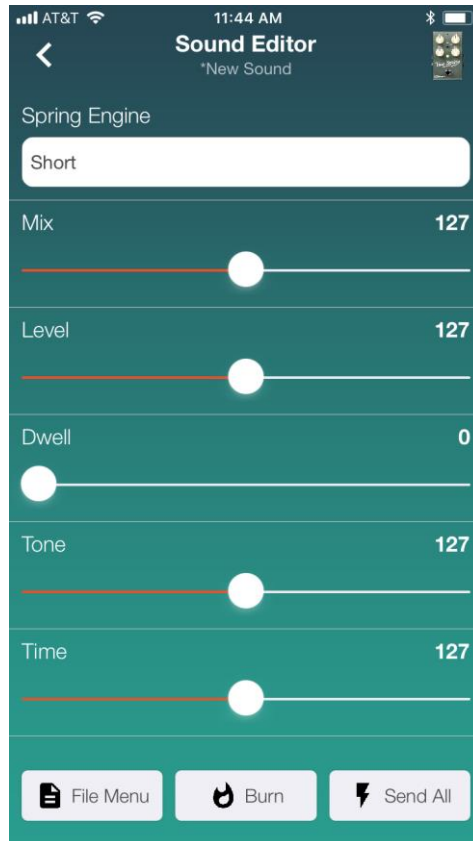 AT&T 11:44 AM
Sound Editor
*New Sound
Spring Engine
Short
Mix 127
Level 127
Dwell 0
Tone 127
Time 127
File Menu Burn Send All